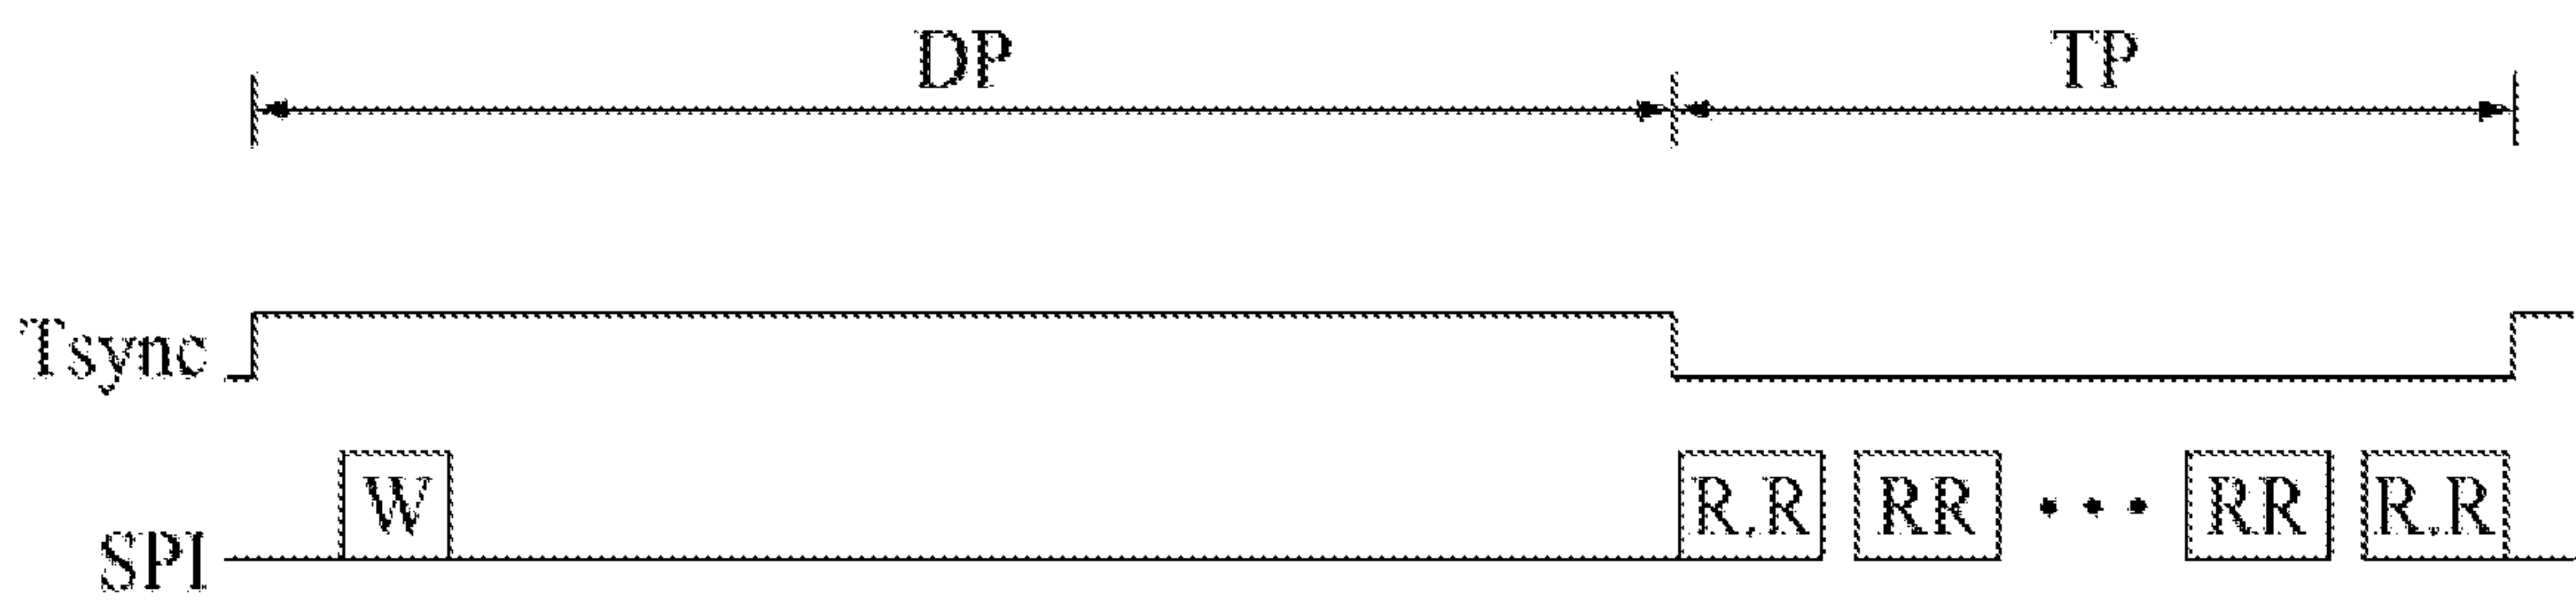 DP TP
Tsync
W R.R RR ••• RR R.R
SPI